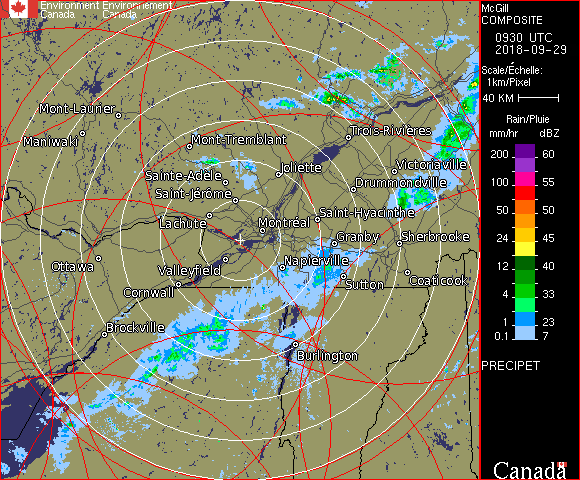 Environment Environnement
Canada Canada
Mont-Laurier
Maniwaki
Mont-Tremblant
Trois-Rivières
Sainte-Adèle
Joliette
Victoriaville
Saint-Jérôme
Drummondville
Lachute
Montréal
Saint-Hyacinthe
Granby
Sherbrooke
Ottawa
Valleyfield
Napierville
Cornwall
Sutton
Coaticook
Brockville
Burlington
McGill
COMPOSITE
0930 UTC
2018-09-29
Scale/Échelle:
1km/Pixel
40 KM
Rain/Pluie
mm/hr dBZ
200 60
100 55
50 50
24 45
12 40
4 33
2 30
1 23
0.1 7
PRECIPET
Canada